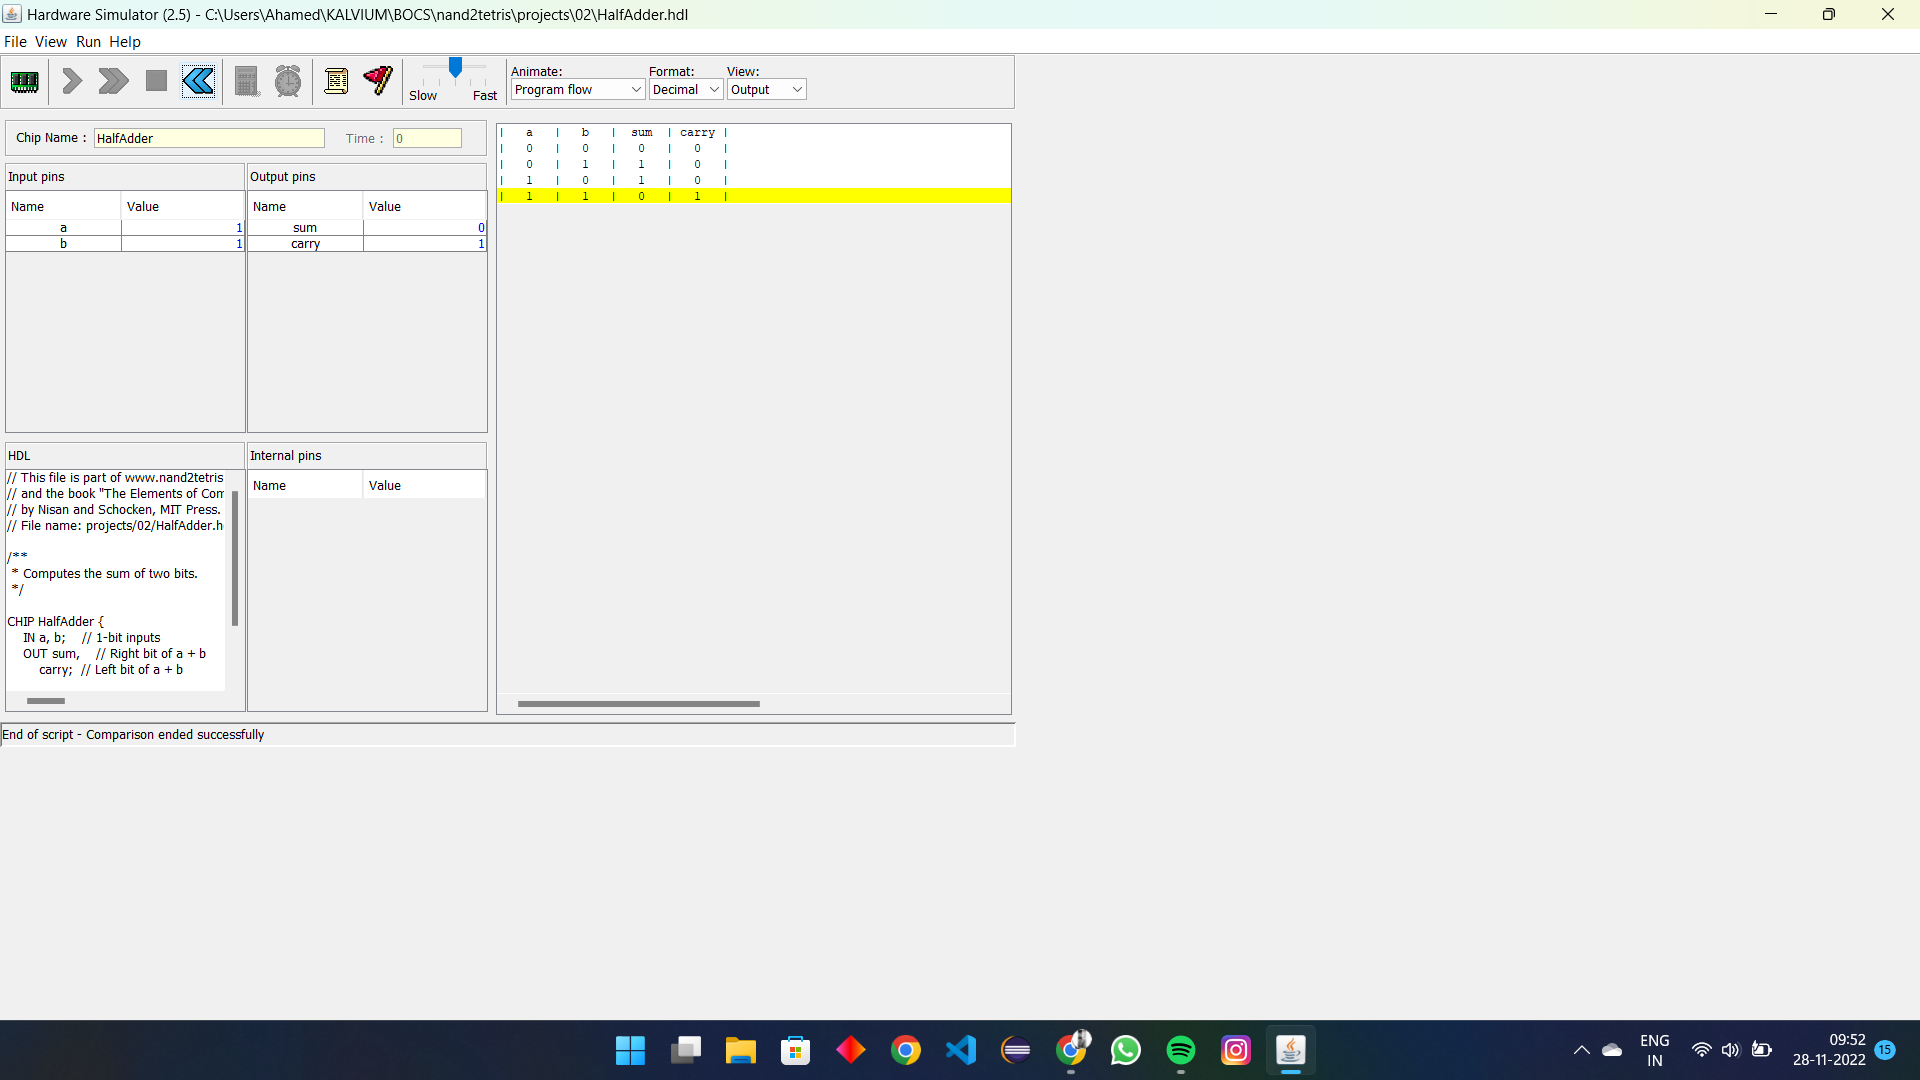 Hardware Simulator (2.5) - C:\Users\Ahamed\KALVIUM\BOCS\nand2tetris\projects\02\HalfAdder.hdl
File View Run Help
Slow Fast
Animate: Format: View:
Program flow Decimal Output
Chip Name : HalfAdder Time : 0
Input pins Output pins
Name Value Name Value
a 1 sum 0
b 1 carry 1
| a | b | sum | carry |
| 0 | 0 | 0 | 0 |
| 0 | 1 | 1 | 0 |
| 1 | 0 | 1 | 0 |
| 1 | 1 | 0 | 1 |
HDL
// This file is part of www.nand2tetris
// and the book "The Elements of Com
// by Nisan and Schocken, MIT Press.
// File name: projects/02/HalfAdder.h
/**
* Computes the sum of two bits.
*/
CHIP HalfAdder {
IN a, b; // 1-bit inputs
OUT sum, // Right bit of a + b
carry; // Left bit of a + b
Internal pins
Name Value
End of script - Comparison ended successfully
ENG
IN
09:52
28-11-2022
15